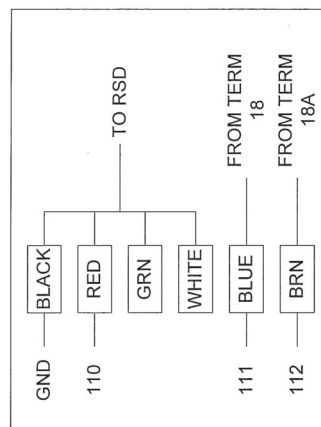 GND
BLACK
110
RED
GRN
WHITE
TO RSD
111
BLUE
FROM TERM
18
112
BRN
FROM TERM
18A